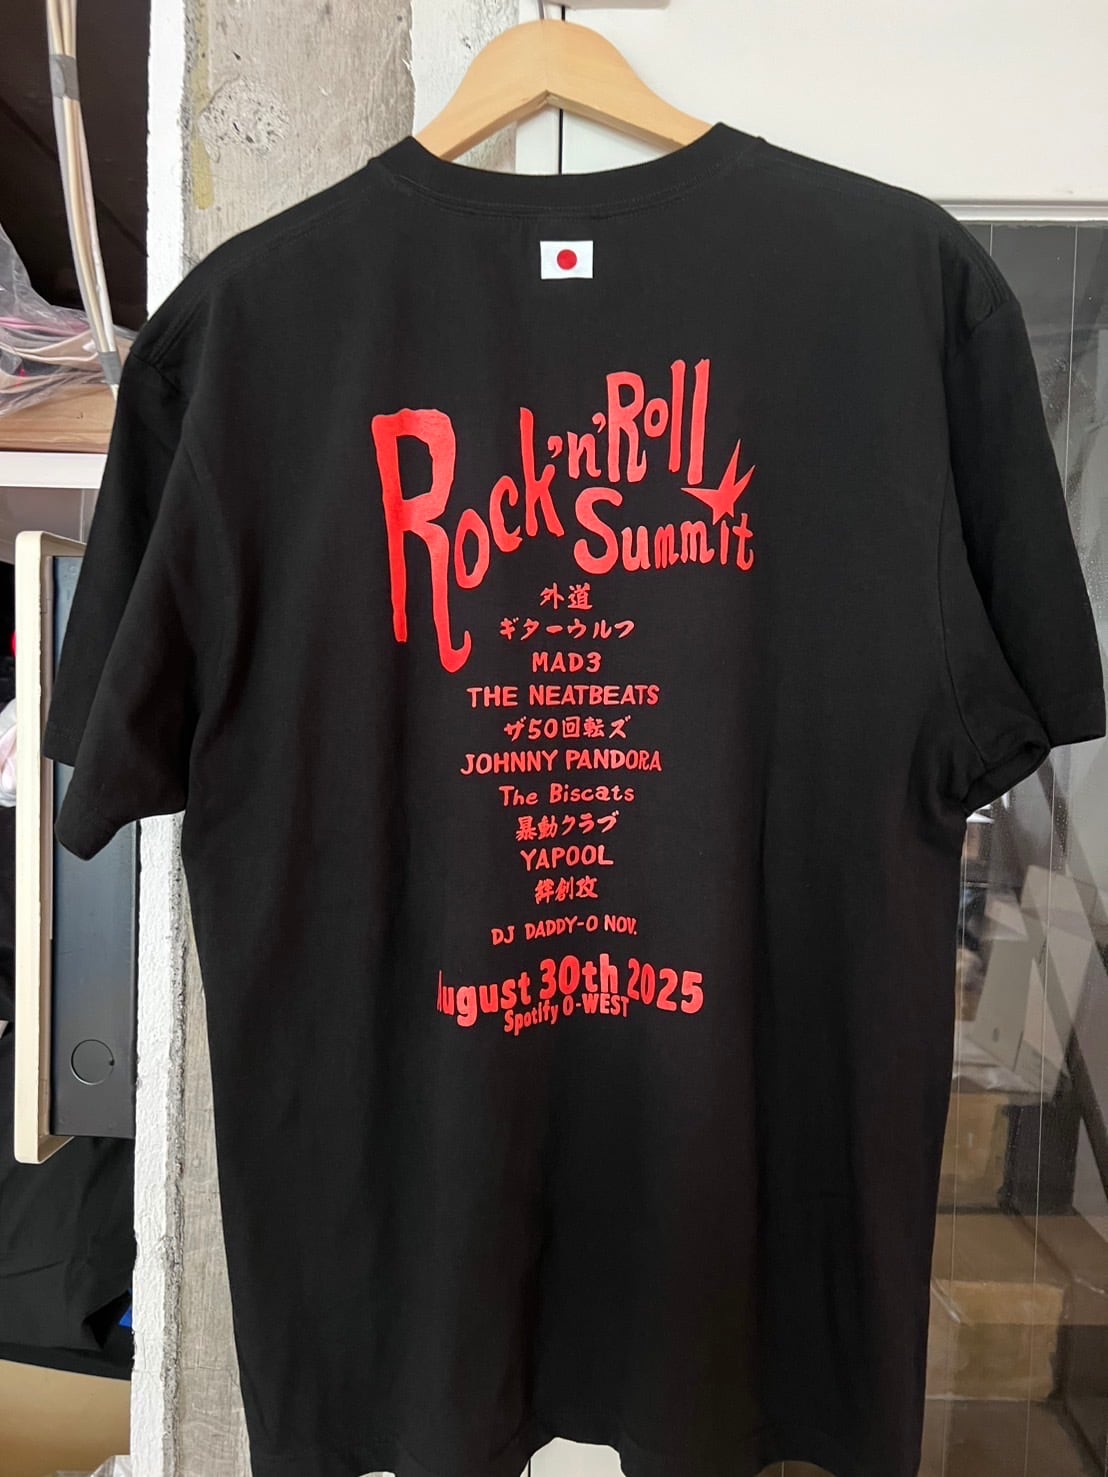 Rock'n'Roll
Summit
外道
ギターウルフ
MAD3
THE NEATBEATS
ザ50回転ズ
JOHNNY PANDORA
The Biscats
暴動クラブ
YAPOOL
絆創攻
DJ DADDY-O NOV.
August 30th 2025
Spotify O-WEST